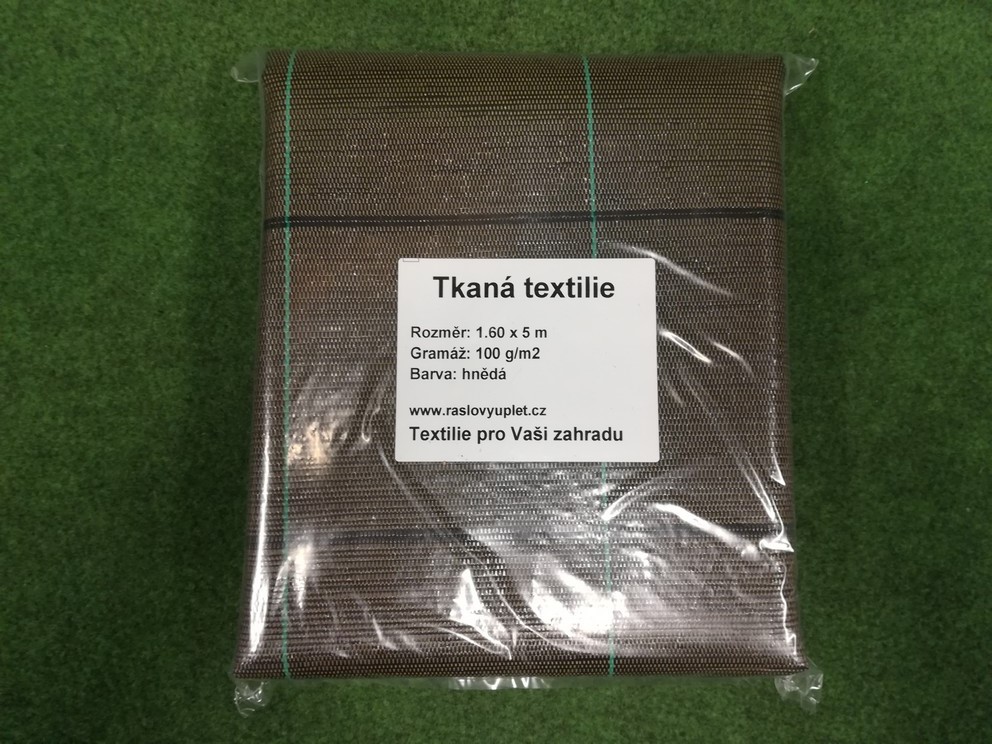 Tkaná textilie
Rozměr: 1.60 x 5 m
Gramáž: 100 g/m2
Barva: hnědá
www.raslovyuplet.cz
Textilie pro Vaši zahradu